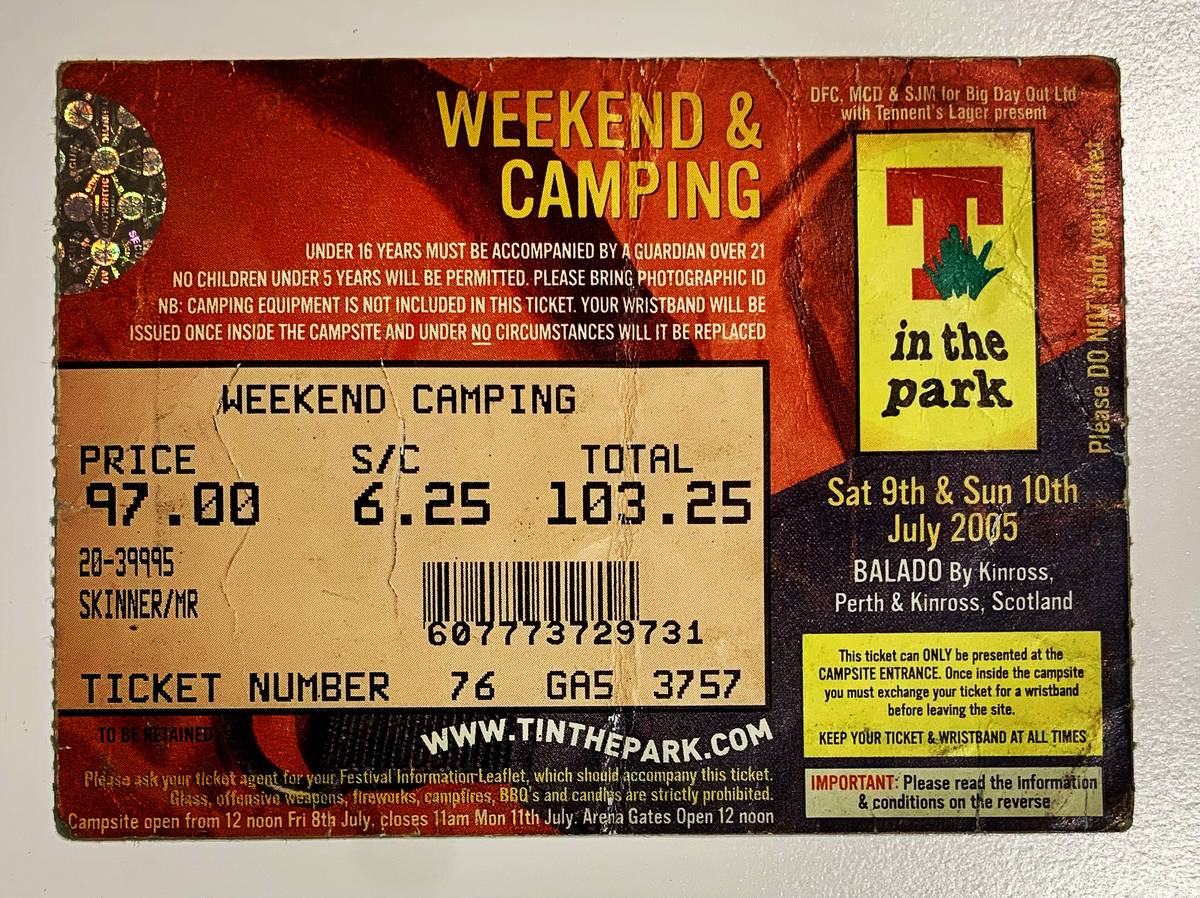 WEEKEND &
CAMPING
UNDER 16 YEARS MUST BE ACCOMPANIED BY A GUARDIAN OVER 21
NO CHILDREN UNDER 5 YEARS WILL BE PERMITTED. PLEASE BRING PHOTOGRAPHIC ID
NB: CAMPING EQUIPMENT IS NOT INCLUDED IN THIS TICKET. YOUR WRISTBAND WILL BE
ISSUED ONCE INSIDE THE CAMPSITE AND UNDER NO CIRCUMSTANCES WILL IT BE REPLACED
WEEKEND CAMPING
PRICE S/C TOTAL
97.00 6.25 103.25
20-39995
SKINNER/MR
607773729731
TICKET NUMBER 76 GAS 3757
TO BE RETAINED
WWW.TINTHEPARK.COM
Please ask your ticket agent for your Festival Information Leaflet, which should accompany this ticket.
Glass, offensive weapons, fireworks, campfires, BBQ's and candles are strictly prohibited.
Campsite open from 12 noon Fri 8th July, closes 11am Mon 11th July. Arena Gates Open 12 noon
DFC, MCD & SJM for Big Day Out Ltd
with Tennent's Lager present
T
in the
park
Please DO NOT fold your ticket
Sat 9th & Sun 10th
July 2005
BALADO By Kinross,
Perth & Kinross, Scotland
This ticket can ONLY be presented at the
CAMPSITE ENTRANCE. Once inside the campsite
you must exchange your ticket for a wristband
before leaving the site.
KEEP YOUR TICKET & WRISTBAND AT ALL TIMES
IMPORTANT: Please read the information
& conditions on the reverse